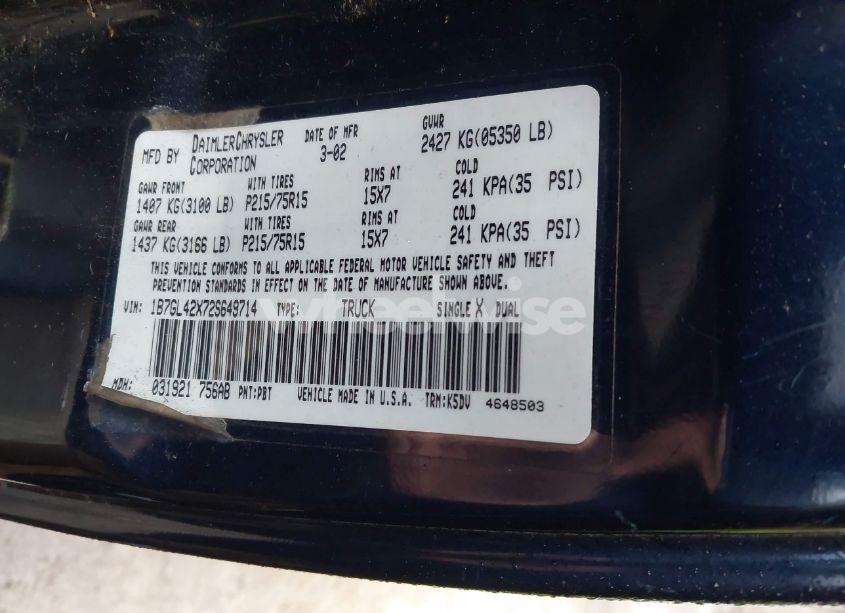 MFD BY DAIMLERCHRYSLER CORPORATION DATE OF MFR 3-02 GVWR 2427 KG(05350 LB)
GAWR FRONT WITH TIRES RIMS AT COLD
1407 KG(3100 LB) P215/75R15 15X7 241 KPA(35 PSI)
GAWR REAR WITH TIRES RIMS AT COLD
1437 KG(3166 LB) P215/75R15 15X7 241 KPA(35 PSI)
THIS VEHICLE CONFORMS TO ALL APPLICABLE FEDERAL MOTOR VEHICLE SAFETY AND THEFT
PREVENTION STANDARDS IN EFFECT ON THE DATE OF MANUFACTURE SHOWN ABOVE.
VIN: 1B7GL42X72S649714 TYPE: TRUCK SINGLE X DUAL
wheelwise
MDH: 031921 756AB PNT:PBT VEHICLE MADE IN U.S.A. TRM:K5DV 4648503